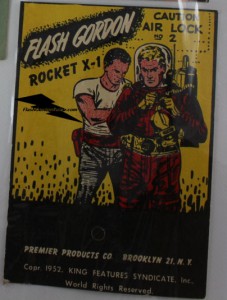 FLASH GORDON
ROCKET X-1
CAUTION
AIR LOCK
No 2
PREMIER PRODUCTS CO BROOKLYN 21, N.Y.
Copr. 1952, KING FEATURES SYNDICATE, Inc.
World Rights Reserved.